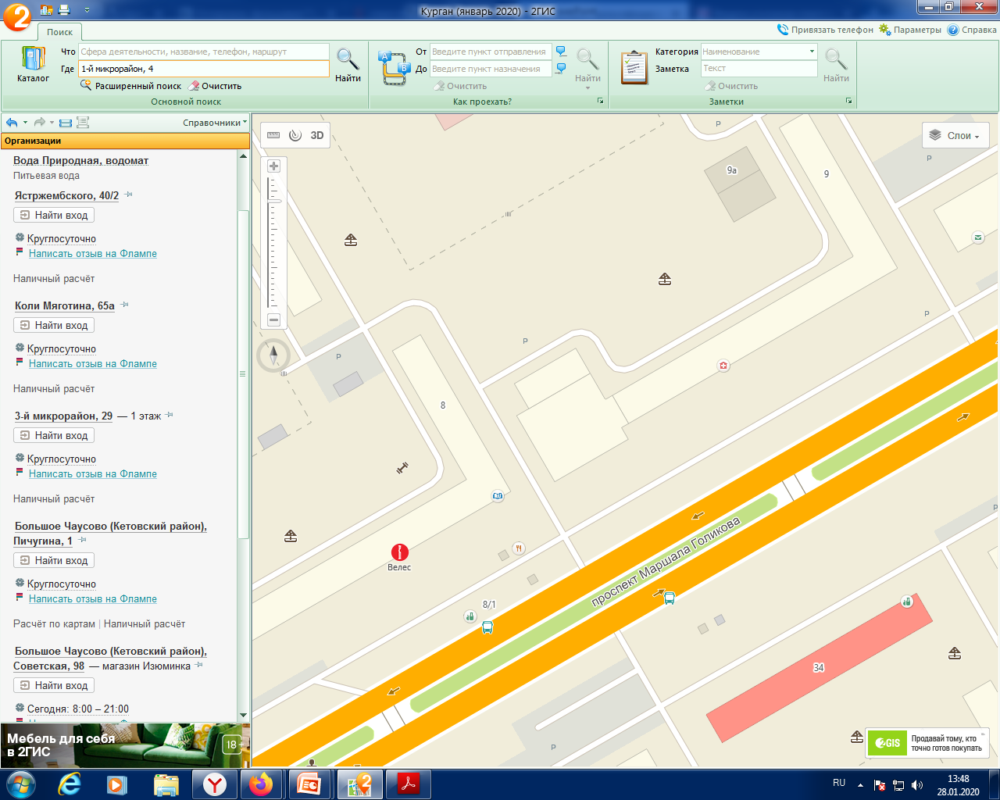 Курган (январь 2020) - 2ГИС
Поиск
Привязать телефон
Параметры
Справка
Каталог
Что
Сфера деятельности, название, телефон, маршрут
Где
1-й микрорайон, 4
Найти
Расширенный поиск
Очистить
Основной поиск
От
Введите пункт отправления
До
Введите пункт назначения
Найти
Очистить
Как проехать?
Категория
Наименование
Заметка
Текст
Найти
Очистить
Заметки
Справочники
Организации
Вода Природная, водомат
Питьевая вода
Ястржембского, 40/2
Найти вход
Круглосуточно
Написать отзыв на Флампе
Наличный расчёт
Коли Мяготина, 65а
Найти вход
Круглосуточно
Написать отзыв на Флампе
Наличный расчёт
3-й микрорайон, 29 — 1 этаж
Найти вход
Круглосуточно
Написать отзыв на Флампе
Наличный расчёт
Большое Чаусово (Кетовский район),
Пичугина, 1
Найти вход
Круглосуточно
Написать отзыв на Флампе
Расчёт по картам | Наличный расчёт
Большое Чаусово (Кетовский район),
Советская, 98 — магазин Изюминка
Найти вход
Сегодня: 8:00 – 21:00
Мебель для себя
в 2ГИС
18
3D
Слои
P
9а
9
P
P
P
P
8
Велес
8/1
проспект Маршала Голикова
P
34
P
2GIS
Продавай тому, кто
точно готов покупать
RU
13:48
28.01.2020